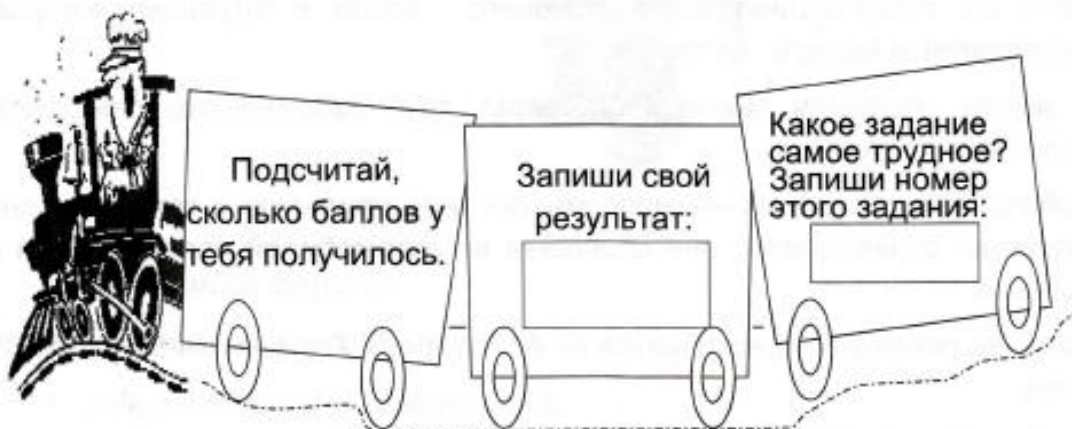 Подсчитай,
сколько баллов у
тебя получилось.
Запиши свой
результат:
Какое задание
самое трудное?
Запиши номер
этого задания: